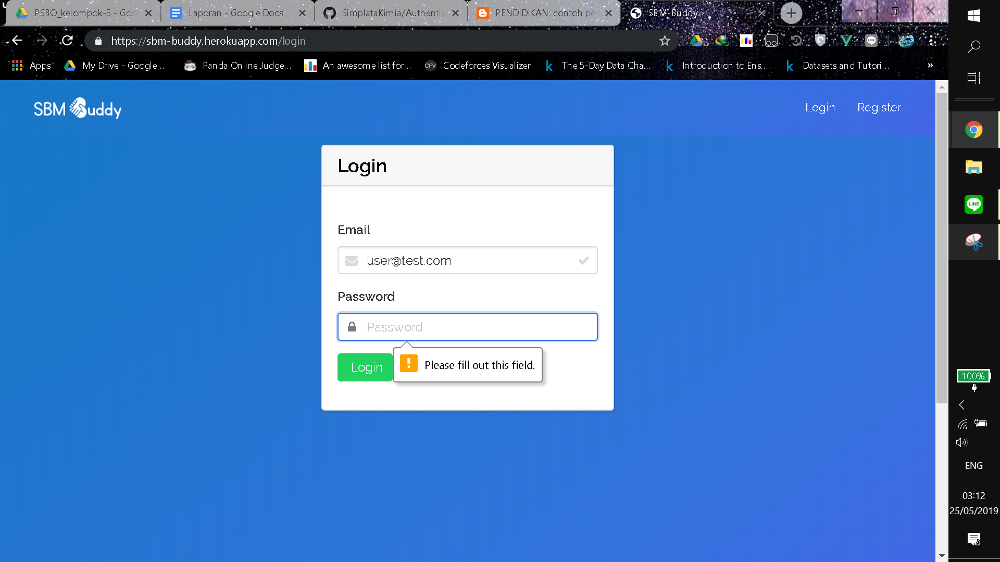 PSBO_kelompok-5 - Goo
Laporan - Google Docs
SimplataKimia/Authentic
PENDIDIKAN: contoh pe
SBM-Buddy
https://sbm-buddy.herokuapp.com/login
Apps
My Drive - Google...
Panda Online Judge...
An awesome list for...
CFV Codeforces Visualizer
The 5-Day Data Cha...
Introduction to Ens...
Datasets and Tutori...
»
SBM Buddy
Login
Register
Login
Email
user@test.com
Password
Password
Login
Please fill out this field.
LINE
100%
ENG
03:12
25/05/2019